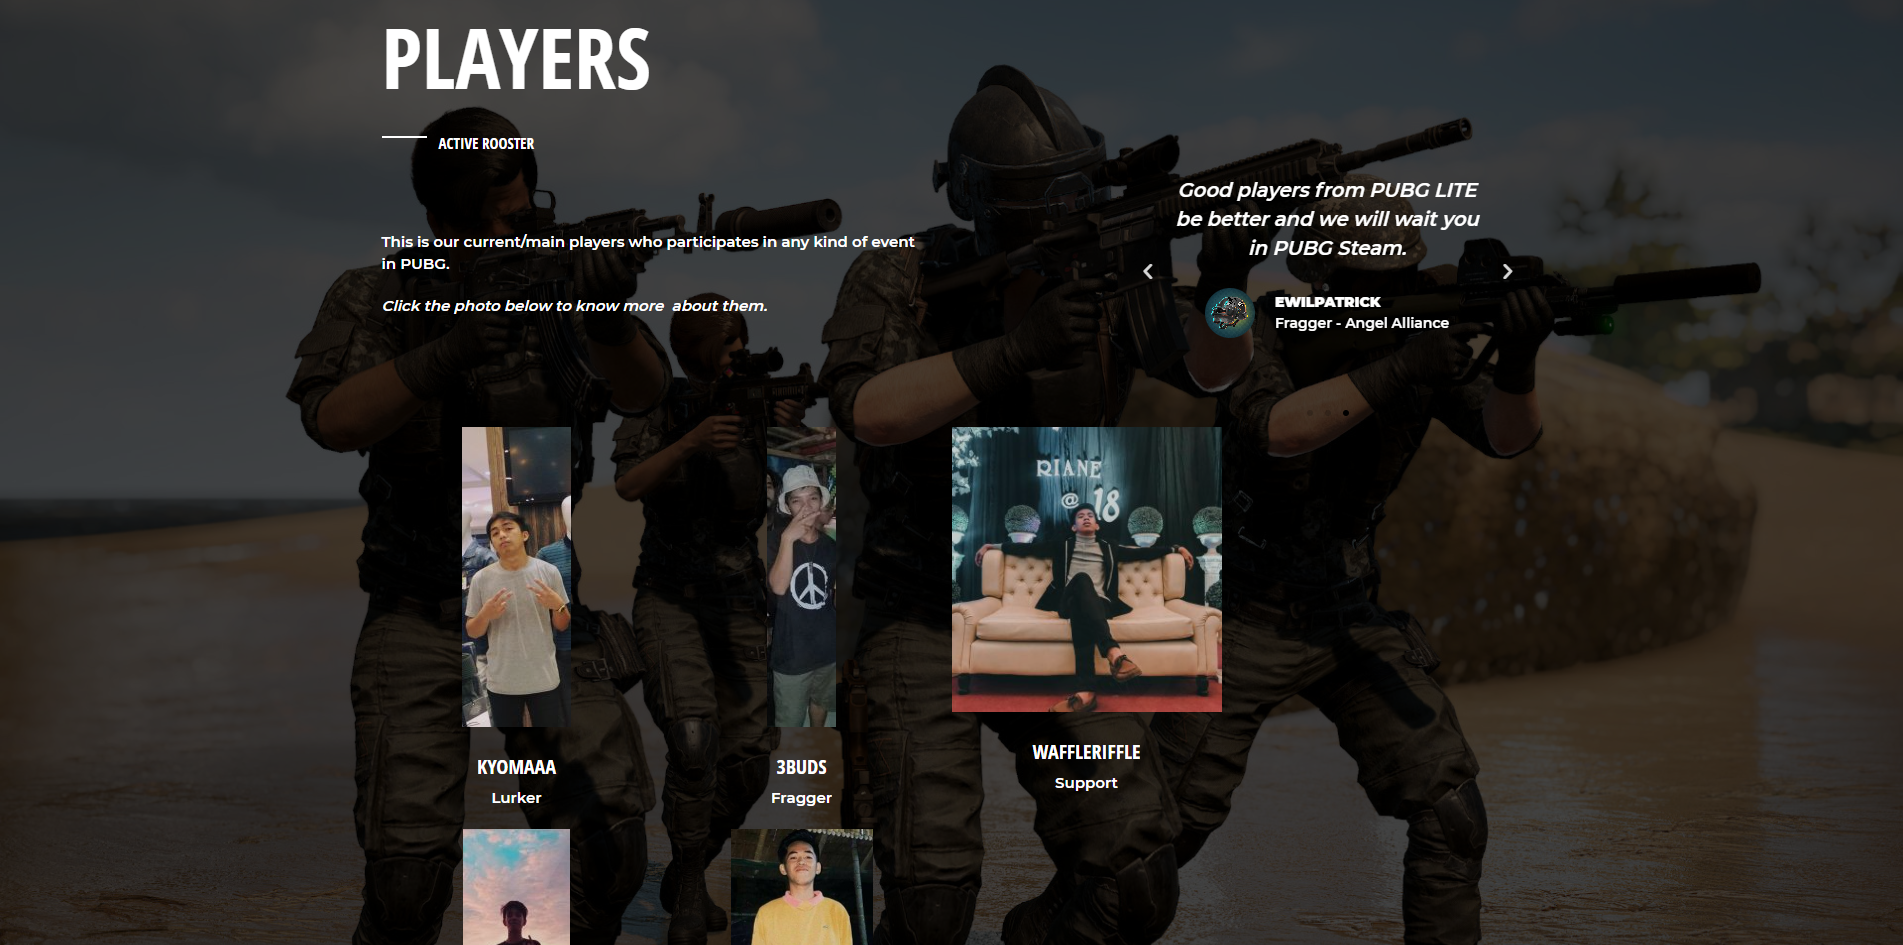 PLAYERS
ACTIVE ROOSTER
This is our current/main players who participates in any kind of event
in PUBG.
Click the photo below to know more about them.
Good players from PUBG LITE
be better and we will wait you
in PUBG Steam.
EWILPATRICK
Fragger - Angel Alliance
RIANE
@ 18
KYOMAAA
Lurker
3BUDS
Fragger
WAFFLERIFFLE
Support